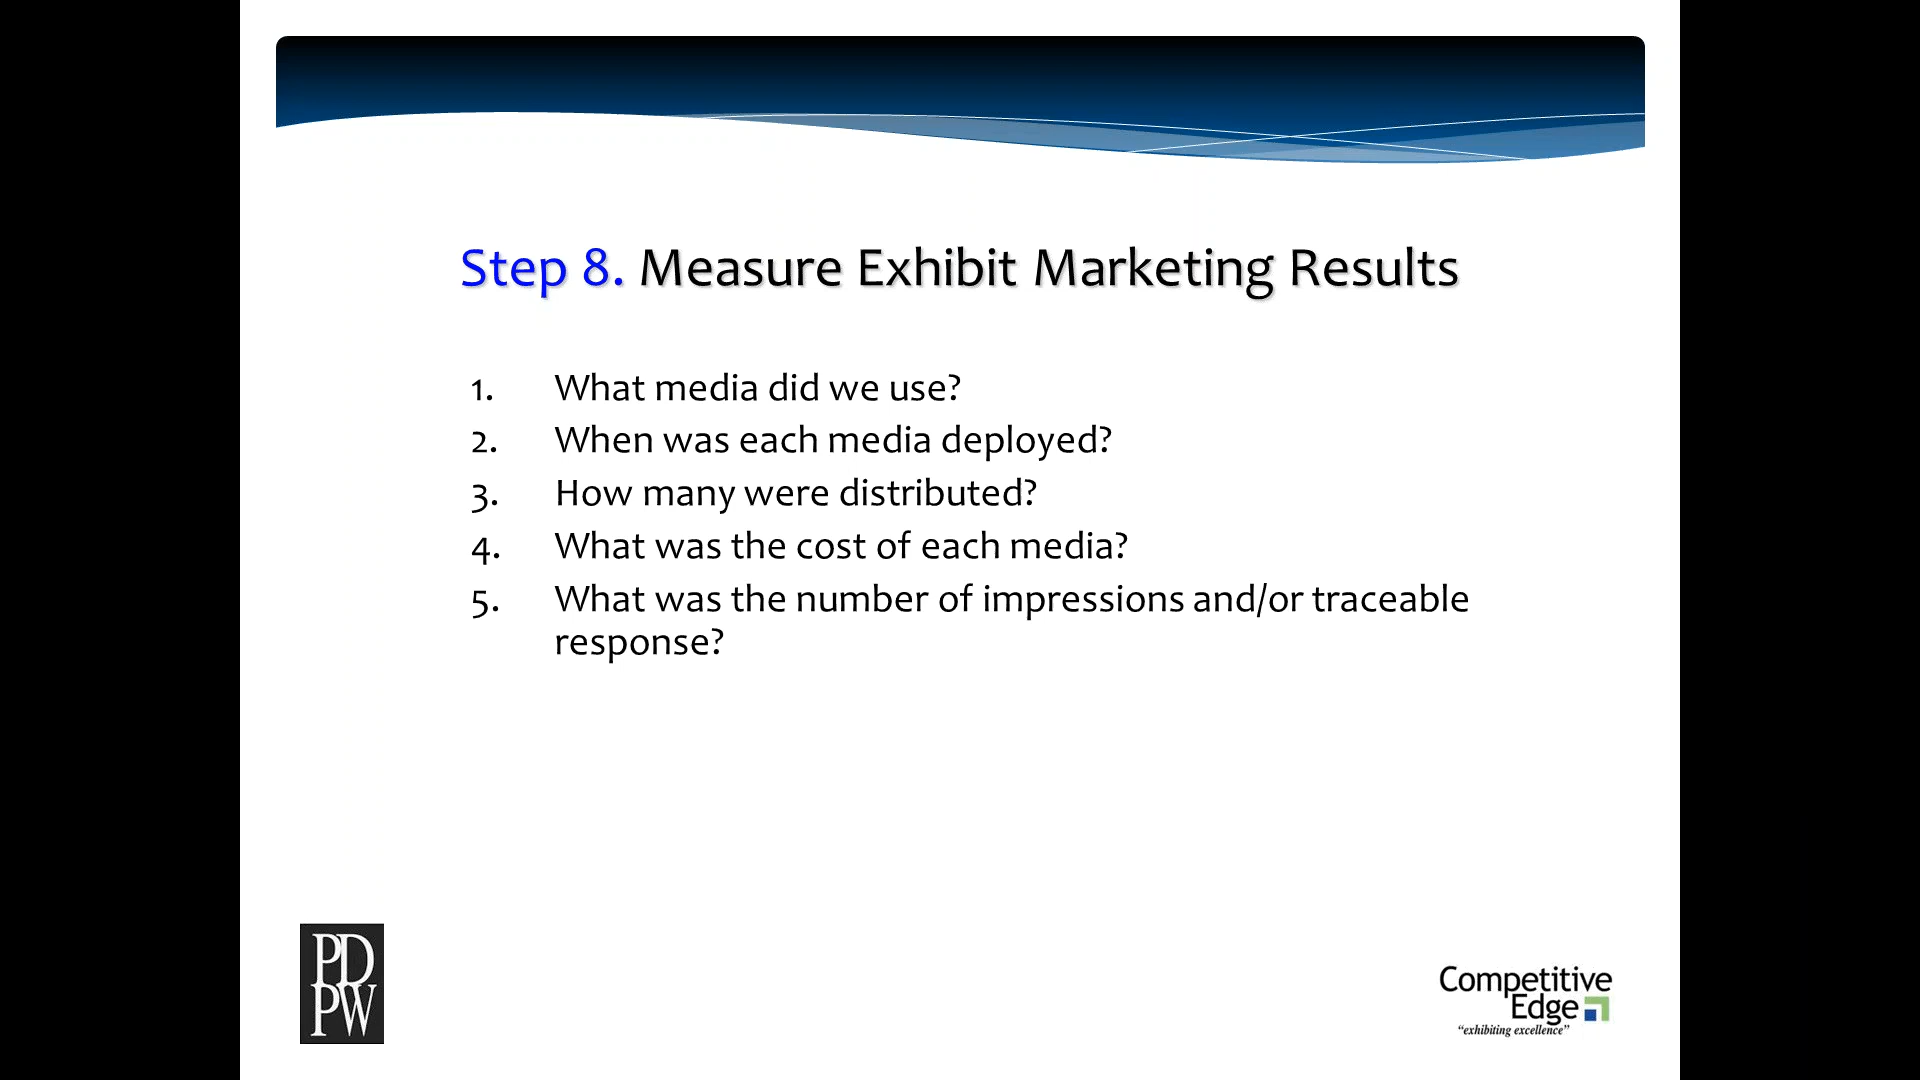 Step 8. Measure Exhibit Marketing Results
1. What media did we use?
2. When was each media deployed?
3. How many were distributed?
4. What was the cost of each media?
5. What was the number of impressions and/or traceable
response?
PD
PW
Competitive
Edge
“exhibiting excellence”